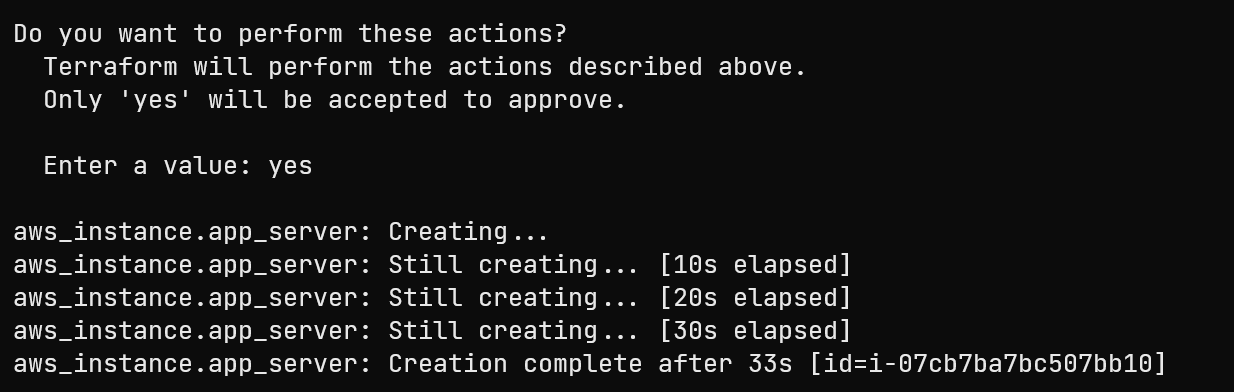 Do you want to perform these actions?
  Terraform will perform the actions described above.
  Only 'yes' will be accepted to approve.

  Enter a value: yes

aws_instance.app_server: Creating...
aws_instance.app_server: Still creating... [10s elapsed]
aws_instance.app_server: Still creating... [20s elapsed]
aws_instance.app_server: Still creating... [30s elapsed]
aws_instance.app_server: Creation complete after 33s [id=i-07cb7ba7bc507bb10]